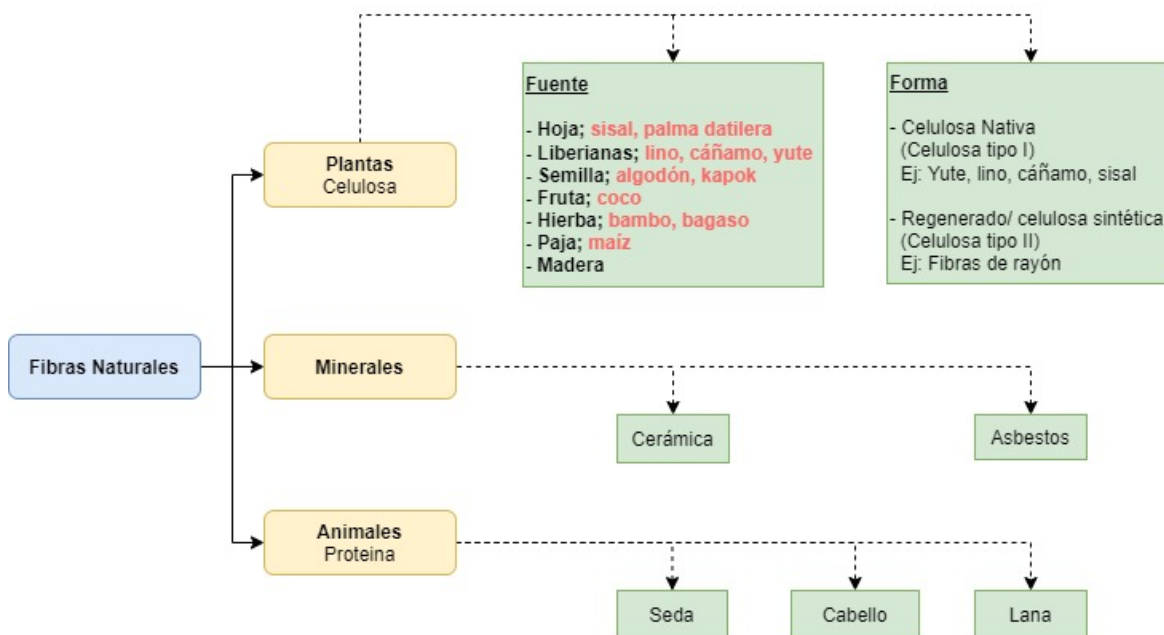 Fuente
- Hoja; sisal, palma datilera
- Liberianas; lino, cáñamo, yute
- Semilla; algodón, kapok
- Fruta; coco
- Hierba; bambo, bagaso
- Paja; maíz
- Madera
Forma
- Celulosa Nativa
(Celulosa tipo I)
Ej: Yute, lino, cáñamo, sisal
- Regenerado/ celulosa sintética
(Celulosa tipo II)
Ej: Fibras de rayón
Plantas
Celulosa
Fibras Naturales
Minerales
Cerámica
Asbestos
Animales
Proteina
Seda
Cabello
Lana